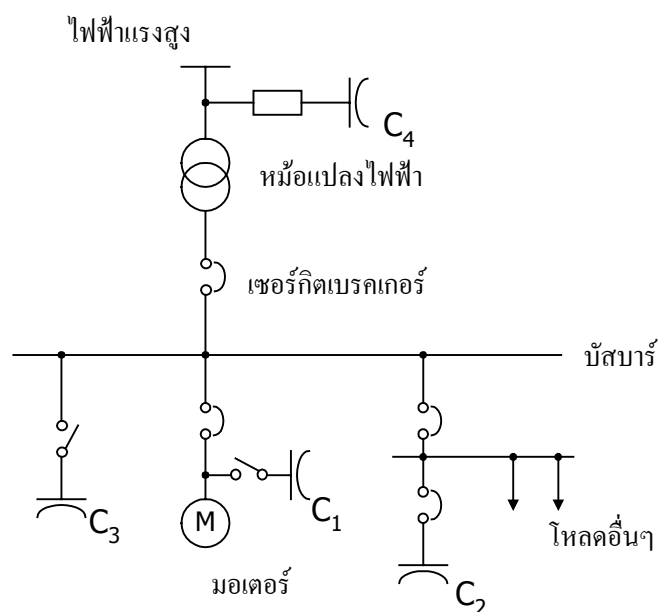 ไฟฟ้าแรงสูง
C4
หม้อแปลงไฟฟ้า
เซอร์กิตเบรคเกอร์
บัสบาร์
C3
M
C1
โหลดอื่นๆ
มอเตอร์
C2